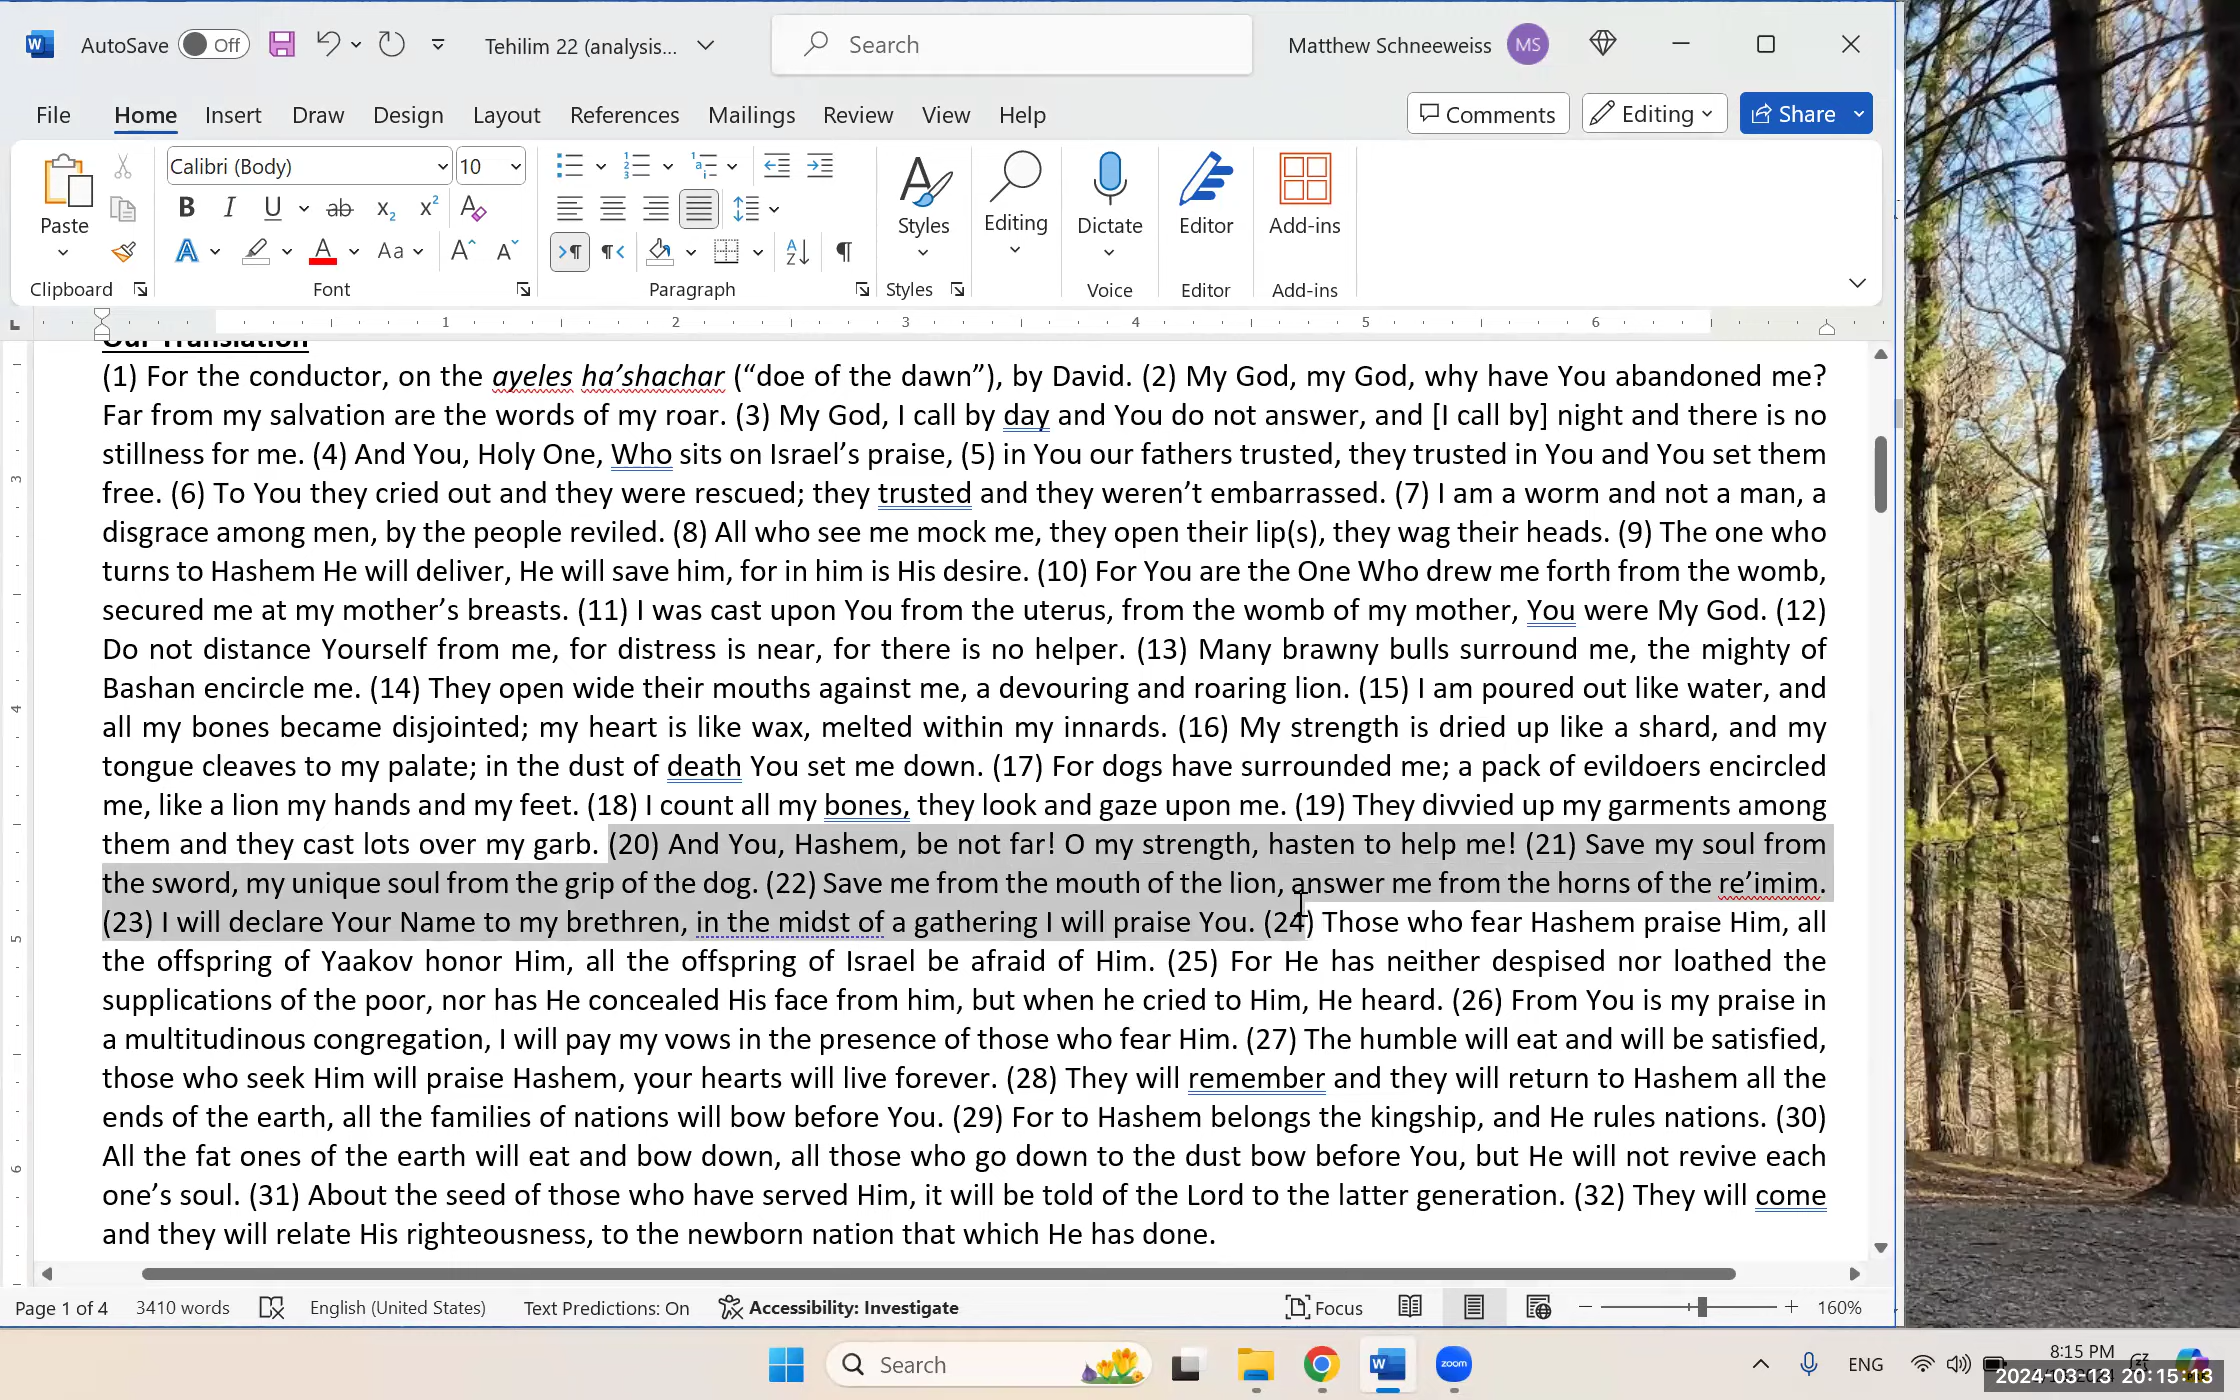 AutoSave Off Tehilim 22 (analysis... Search Matthew Schneeweiss MS
File Home Insert Draw Design Layout References Mailings Review View Help Comments Editing Share
Paste
Calibri (Body) 10
Styles Editing Dictate Editor Add-ins
Clipboard Font Paragraph Styles Voice Editor Add-ins
1 2 3 4 5 6
Our Translation
(1) For the conductor, on the ayeles ha’shachar (“doe of the dawn”), by David. (2) My God, my God, why have You abandoned me?
Far from my salvation are the words of my roar. (3) My God, I call by day and You do not answer, and [I call by] night and there is no
stillness for me. (4) And You, Holy One, Who sits on Israel’s praise, (5) in You our fathers trusted, they trusted in You and You set them
free. (6) To You they cried out and they were rescued; they trusted and they weren’t embarrassed. (7) I am a worm and not a man, a
disgrace among men, by the people reviled. (8) All who see me mock me, they open their lip(s), they wag their heads. (9) The one who
turns to Hashem He will deliver, He will save him, for in him is His desire. (10) For You are the One Who drew me forth from the womb,
secured me at my mother’s breasts. (11) I was cast upon You from the uterus, from the womb of my mother, You were My God. (12)
Do not distance Yourself from me, for distress is near, for there is no helper. (13) Many brawny bulls surround me, the mighty of
Bashan encircle me. (14) They open wide their mouths against me, a devouring and roaring lion. (15) I am poured out like water, and
all my bones became disjointed; my heart is like wax, melted within my innards. (16) My strength is dried up like a shard, and my
tongue cleaves to my palate; in the dust of death You set me down. (17) For dogs have surrounded me; a pack of evildoers encircled
me, like a lion my hands and my feet. (18) I count all my bones, they look and gaze upon me. (19) They divvied up my garments among
them and they cast lots over my garb. (20) And You, Hashem, be not far! O my strength, hasten to help me! (21) Save my soul from
the sword, my unique soul from the grip of the dog. (22) Save me from the mouth of the lion, answer me from the horns of the re’imim.
(23) I will declare Your Name to my brethren, in the midst of a gathering I will praise You. (24) Those who fear Hashem praise Him, all
the offspring of Yaakov honor Him, all the offspring of Israel be afraid of Him. (25) For He has neither despised nor loathed the
supplications of the poor, nor has He concealed His face from him, but when he cried to Him, He heard. (26) From You is my praise in
a multitudinous congregation, I will pay my vows in the presence of those who fear Him. (27) The humble will eat and will be satisfied,
those who seek Him will praise Hashem, your hearts will live forever. (28) They will remember and they will return to Hashem all the
ends of the earth, all the families of nations will bow before You. (29) For to Hashem belongs the kingship, and He rules nations. (30)
All the fat ones of the earth will eat and bow down, all those who go down to the dust bow before You, but He will not revive each
one’s soul. (31) About the seed of those who have served Him, it will be told of the Lord to the latter generation. (32) They will come
and they will relate His righteousness, to the newborn nation that which He has done.
Page 1 of 4 3410 words English (United States) Text Predictions: On Accessibility: Investigate Focus 160%
Search zoom ENG 8:15 PM
2024-03-13 20:15:13